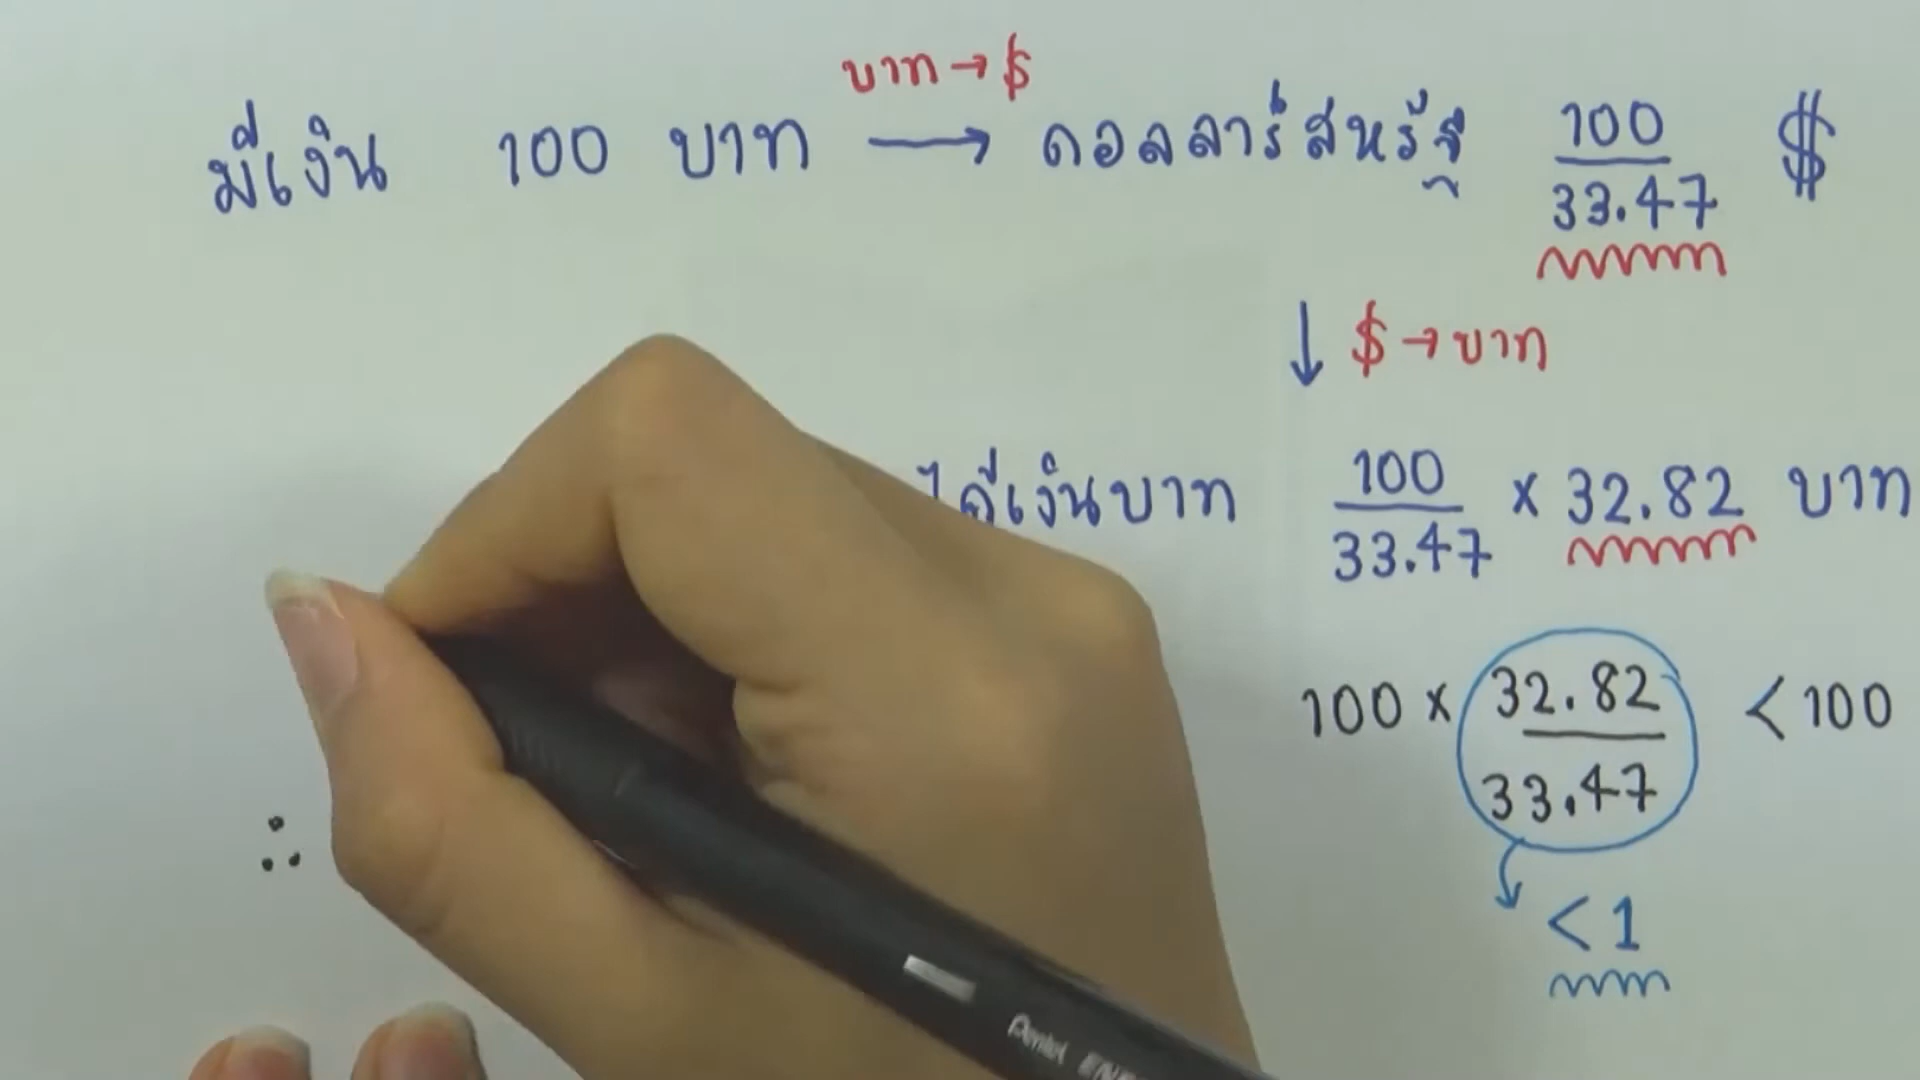 บาท → $
มีเงิน 100 บาท → ดอลลาร์สหรัฐ 100/33.47 $
↓ $ → บาท
ได้เงินบาท 100/33.47 × 32.82 บาท
100 × 32.82/33.47 < 100
< 1
∴
Pentel